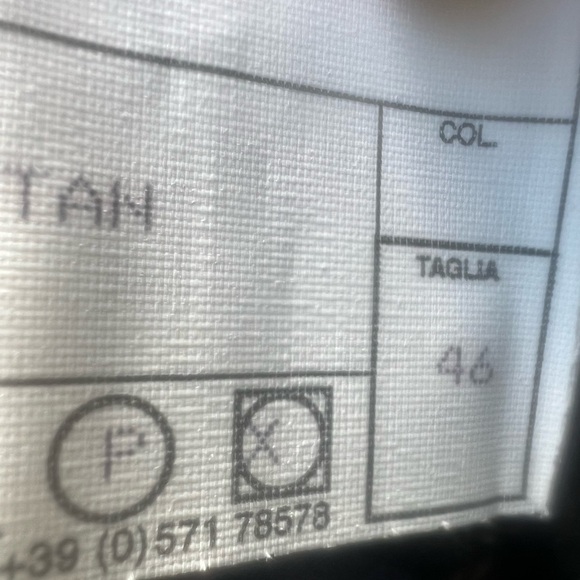 COL.
TAN
TAGLIA
46
P X
+39 (0)571 78578